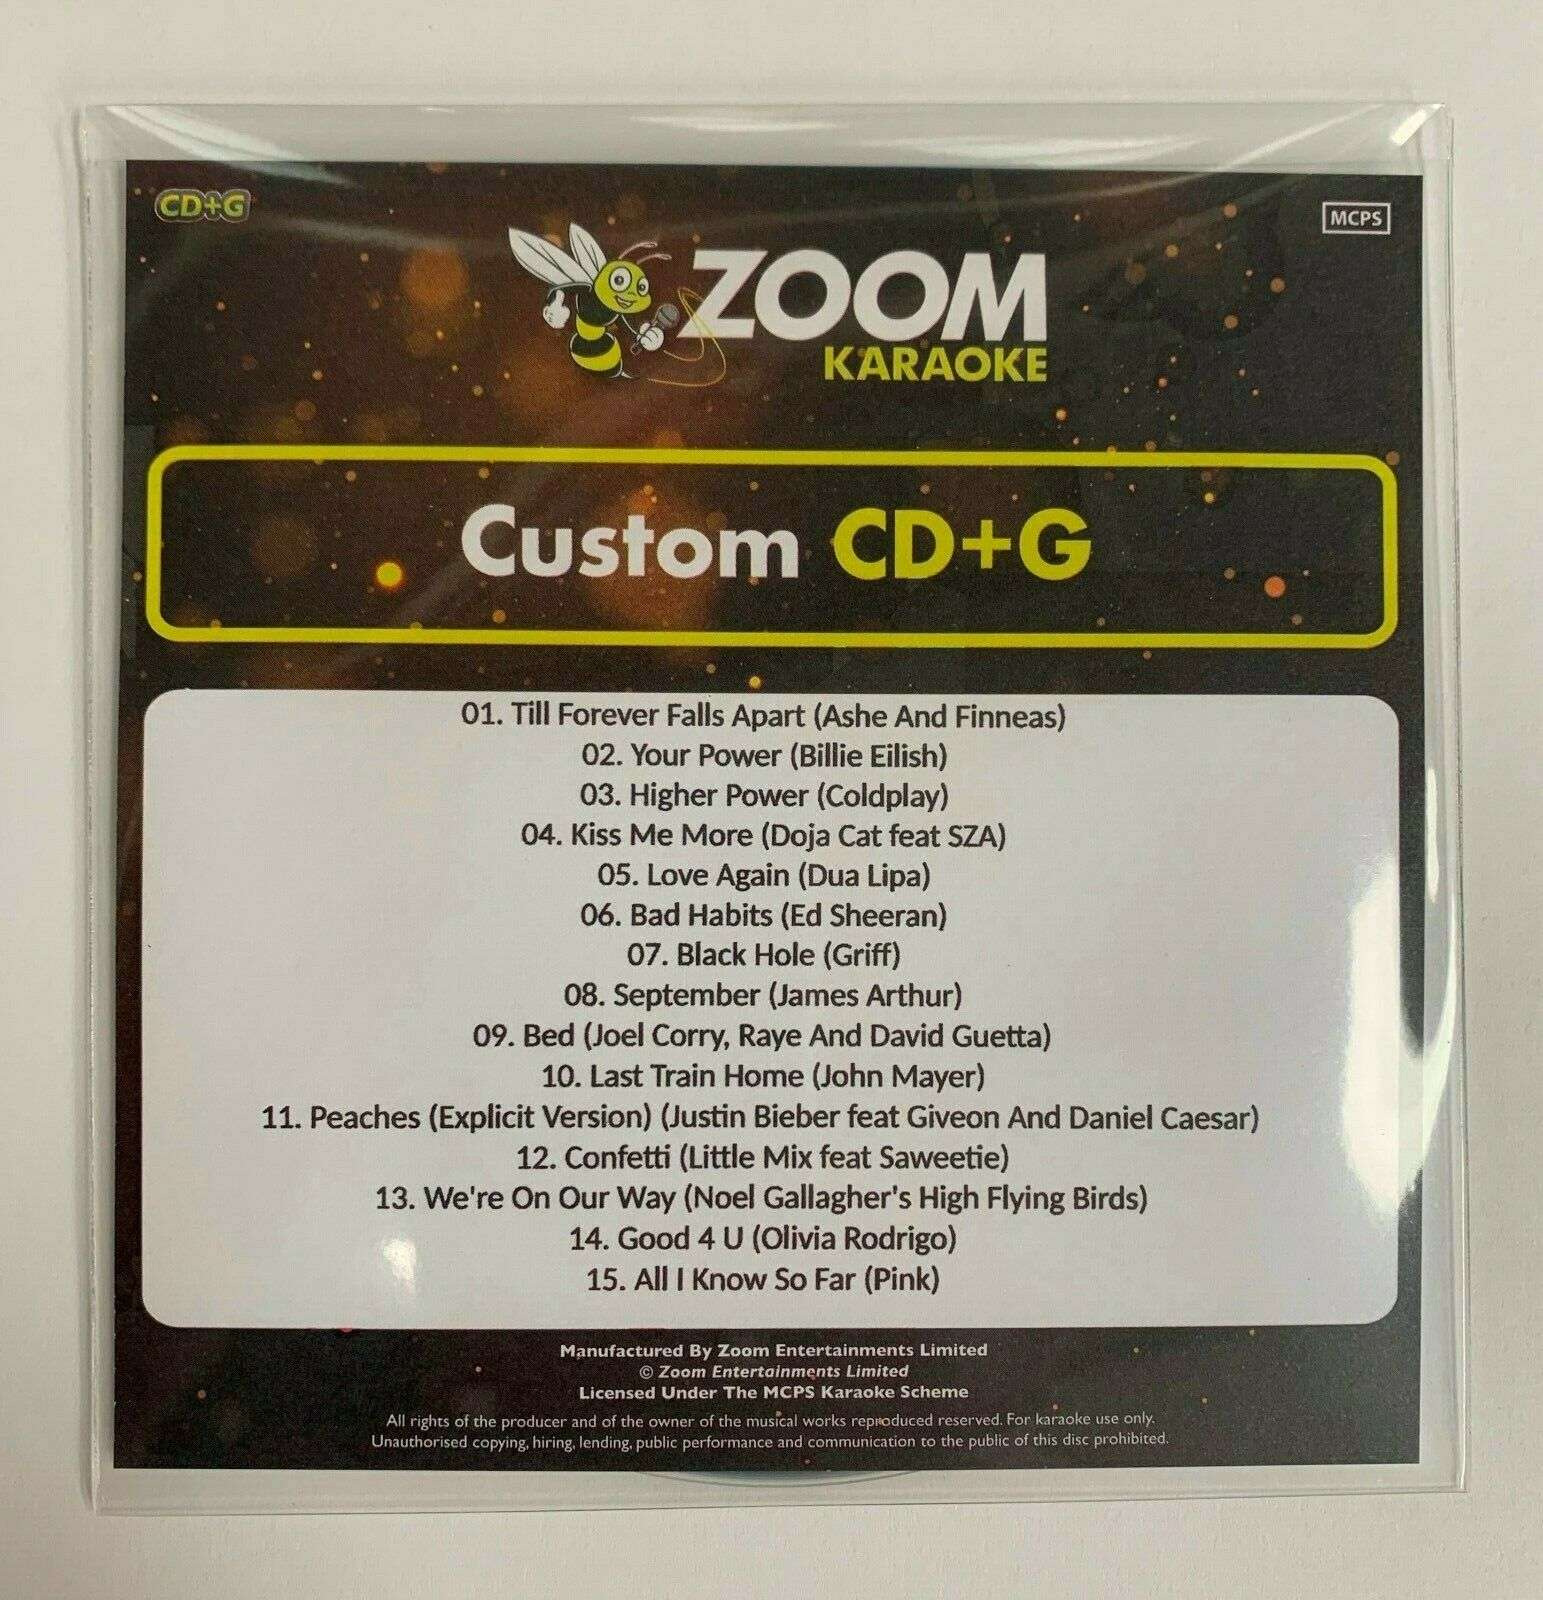 CD+G
MCPS
ZOOM
KARAOKE
Custom CD+G
01. Till Forever Falls Apart (Ashe And Finneas)
02. Your Power (Billie Eilish)
03. Higher Power (Coldplay)
04. Kiss Me More (Doja Cat feat SZA)
05. Love Again (Dua Lipa)
06. Bad Habits (Ed Sheeran)
07. Black Hole (Griff)
08. September (James Arthur)
09. Bed (Joel Corry, Raye And David Guetta)
10. Last Train Home (John Mayer)
11. Peaches (Explicit Version) (Justin Bieber feat Giveon And Daniel Caesar)
12. Confetti (Little Mix feat Saweetie)
13. We're On Our Way (Noel Gallagher's High Flying Birds)
14. Good 4 U (Olivia Rodrigo)
15. All I Know So Far (Pink)
Manufactured By Zoom Entertainments Limited
© Zoom Entertainments Limited
Licensed Under The MCPS Karaoke Scheme
All rights of the producer and of the owner of the musical works reproduced reserved. For karaoke use only.
Unauthorised copying, hiring, lending, public performance and communication to the public of this disc prohibited.